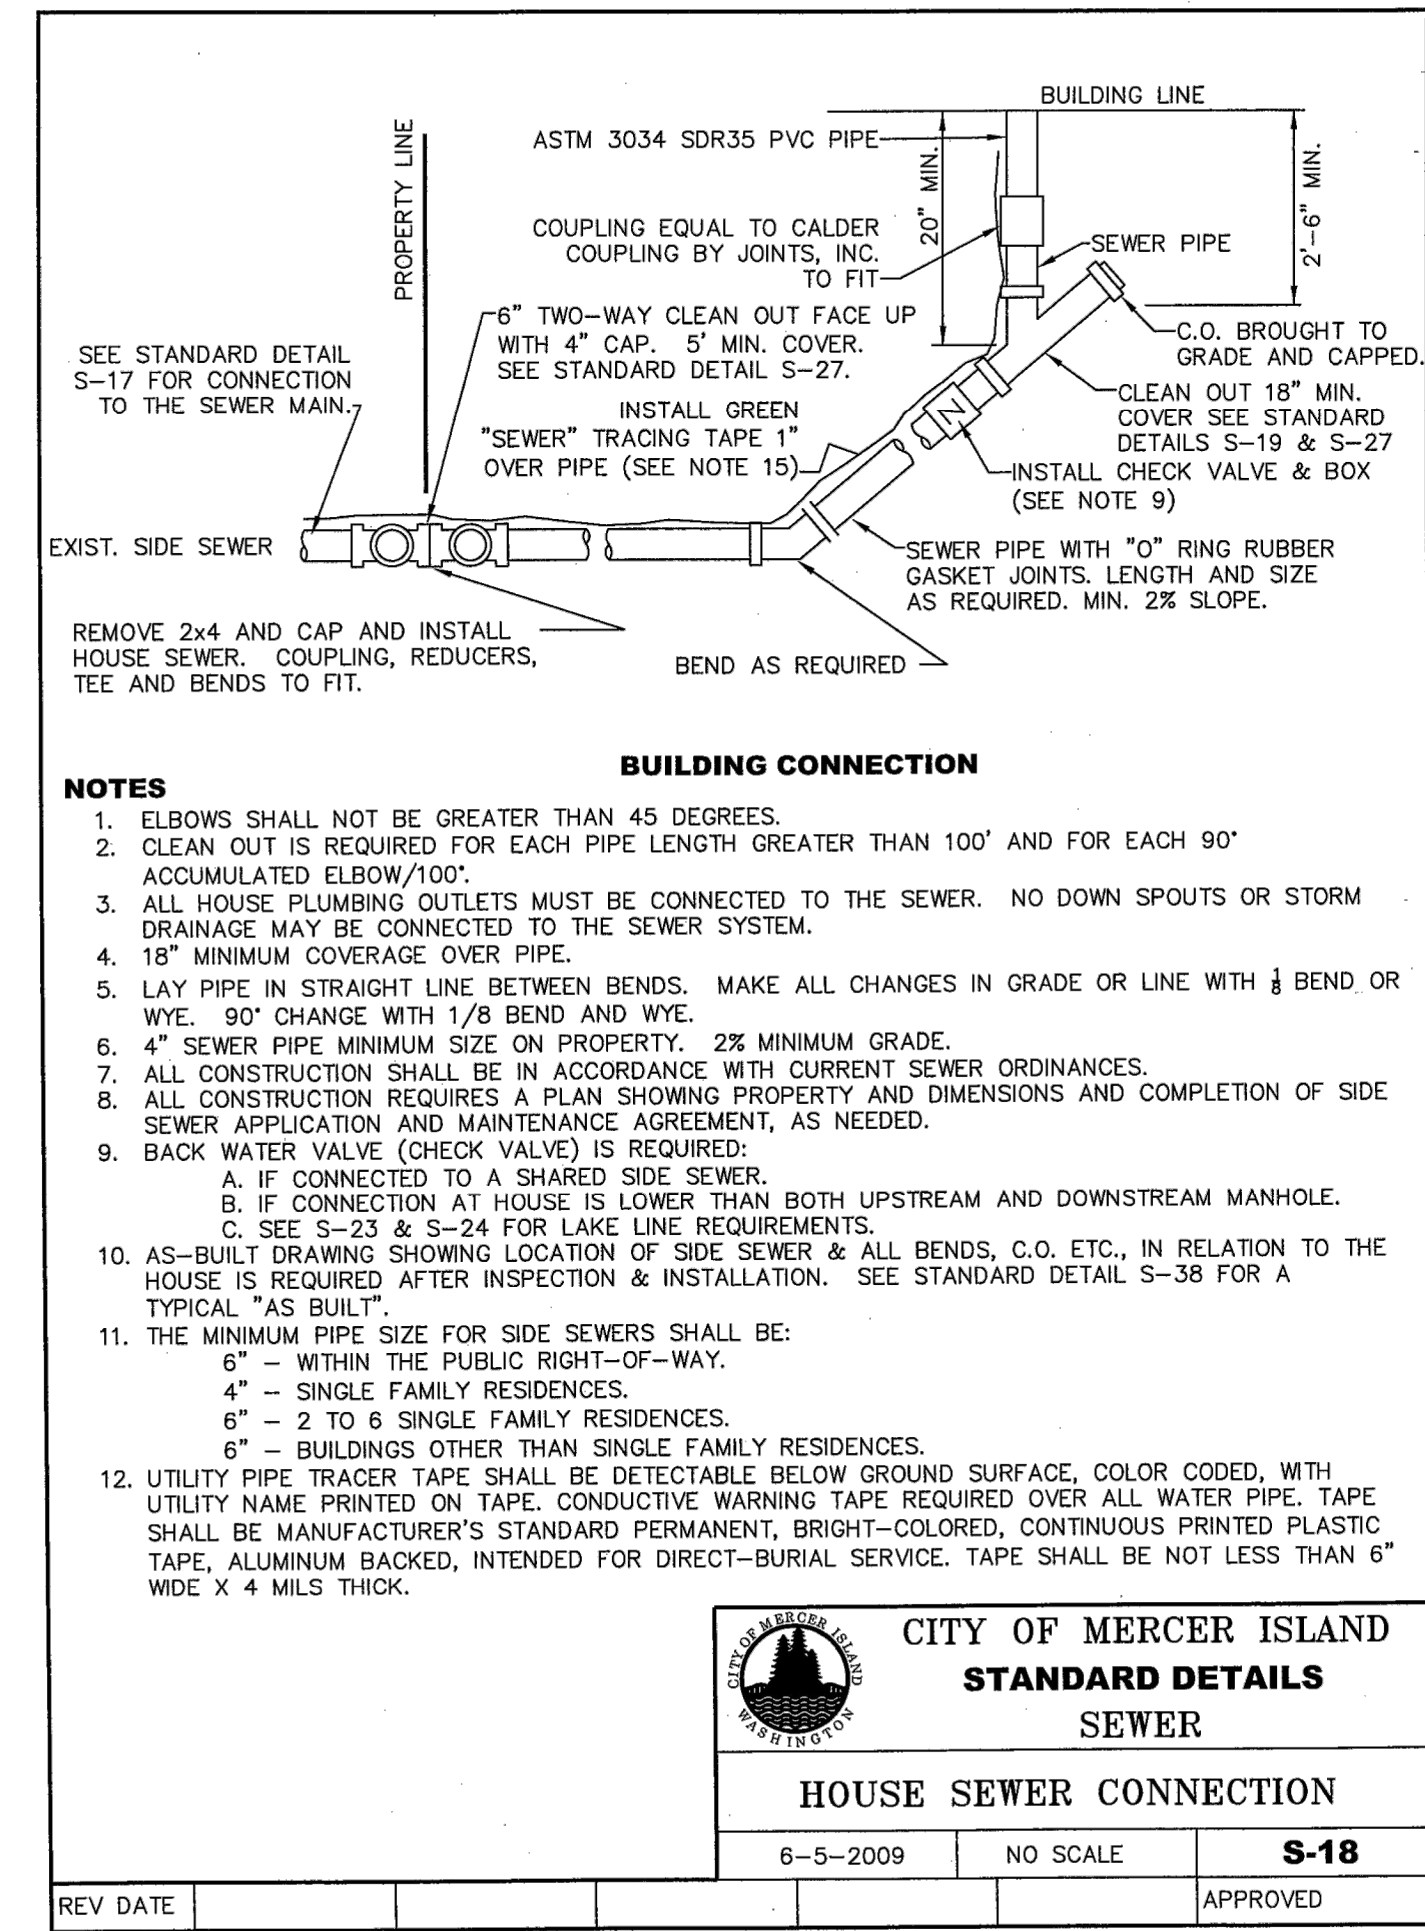 BUILDING LINE
PROPERTY LINE
ASTM 3034 SDR35 PVC PIPE
20" MIN.
2'-6" MIN.
COUPLING EQUAL TO CALDER
COUPLING BY JOINTS, INC.
TO FIT
SEWER PIPE
6" TWO-WAY CLEAN OUT FACE UP
WITH 4" CAP. 5' MIN. COVER.
SEE STANDARD DETAIL S-27.
C.O. BROUGHT TO
GRADE AND CAPPED.
SEE STANDARD DETAIL
S-17 FOR CONNECTION
TO THE SEWER MAIN.
CLEAN OUT 18" MIN.
COVER SEE STANDARD
DETAILS S-19 & S-27
INSTALL GREEN
"SEWER" TRACING TAPE 1"
OVER PIPE (SEE NOTE 15)
N
INSTALL CHECK VALVE & BOX
(SEE NOTE 9)
EXIST. SIDE SEWER
SEWER PIPE WITH "O" RING RUBBER
GASKET JOINTS. LENGTH AND SIZE
AS REQUIRED. MIN. 2% SLOPE.
REMOVE 2x4 AND CAP AND INSTALL
HOUSE SEWER. COUPLING, REDUCERS,
TEE AND BENDS TO FIT.
BEND AS REQUIRED
BUILDING CONNECTION
NOTES
1. ELBOWS SHALL NOT BE GREATER THAN 45 DEGREES.
2. CLEAN OUT IS REQUIRED FOR EACH PIPE LENGTH GREATER THAN 100' AND FOR EACH 90°
ACCUMULATED ELBOW/100°.
3. ALL HOUSE PLUMBING OUTLETS MUST BE CONNECTED TO THE SEWER. NO DOWN SPOUTS OR STORM
DRAINAGE MAY BE CONNECTED TO THE SEWER SYSTEM.
4. 18" MINIMUM COVERAGE OVER PIPE.
5. LAY PIPE IN STRAIGHT LINE BETWEEN BENDS. MAKE ALL CHANGES IN GRADE OR LINE WITH ⅛ BEND OR
WYE. 90° CHANGE WITH 1/8 BEND AND WYE.
6. 4" SEWER PIPE MINIMUM SIZE ON PROPERTY. 2% MINIMUM GRADE.
7. ALL CONSTRUCTION SHALL BE IN ACCORDANCE WITH CURRENT SEWER ORDINANCES.
8. ALL CONSTRUCTION REQUIRES A PLAN SHOWING PROPERTY AND DIMENSIONS AND COMPLETION OF SIDE
SEWER APPLICATION AND MAINTENANCE AGREEMENT, AS NEEDED.
9. BACK WATER VALVE (CHECK VALVE) IS REQUIRED:
A. IF CONNECTED TO A SHARED SIDE SEWER.
B. IF CONNECTION AT HOUSE IS LOWER THAN BOTH UPSTREAM AND DOWNSTREAM MANHOLE.
C. SEE S-23 & S-24 FOR LAKE LINE REQUIREMENTS.
10. AS-BUILT DRAWING SHOWING LOCATION OF SIDE SEWER & ALL BENDS, C.O. ETC., IN RELATION TO THE
HOUSE IS REQUIRED AFTER INSPECTION & INSTALLATION. SEE STANDARD DETAIL S-38 FOR A
TYPICAL "AS BUILT".
11. THE MINIMUM PIPE SIZE FOR SIDE SEWERS SHALL BE:
6" - WITHIN THE PUBLIC RIGHT-OF-WAY.
4" - SINGLE FAMILY RESIDENCES.
6" - 2 TO 6 SINGLE FAMILY RESIDENCES.
6" - BUILDINGS OTHER THAN SINGLE FAMILY RESIDENCES.
12. UTILITY PIPE TRACER TAPE SHALL BE DETECTABLE BELOW GROUND SURFACE, COLOR CODED, WITH
UTILITY NAME PRINTED ON TAPE. CONDUCTIVE WARNING TAPE REQUIRED OVER ALL WATER PIPE. TAPE
SHALL BE MANUFACTURER'S STANDARD PERMANENT, BRIGHT-COLORED, CONTINUOUS PRINTED PLASTIC
TAPE, ALUMINUM BACKED, INTENDED FOR DIRECT-BURIAL SERVICE. TAPE SHALL BE NOT LESS THAN 6"
WIDE X 4 MILS THICK.
CITY OF MERCER ISLAND
WASHINGTON
CITY OF MERCER ISLAND
STANDARD DETAILS
SEWER
HOUSE SEWER CONNECTION
6-5-2009 NO SCALE S-18
REV DATE APPROVED